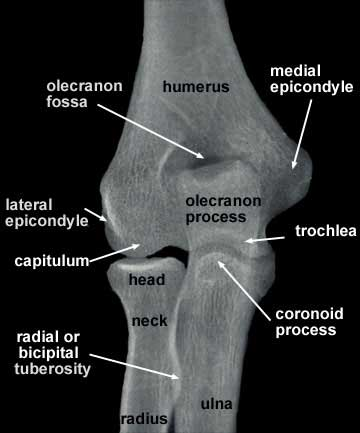 medial
epicondyle
olecranon
fossa
humerus
lateral
epicondyle
olecranon
process
trochlea
capitulum
head
coronoid
process
neck
radial or
bicipital
tuberosity
ulna
radius